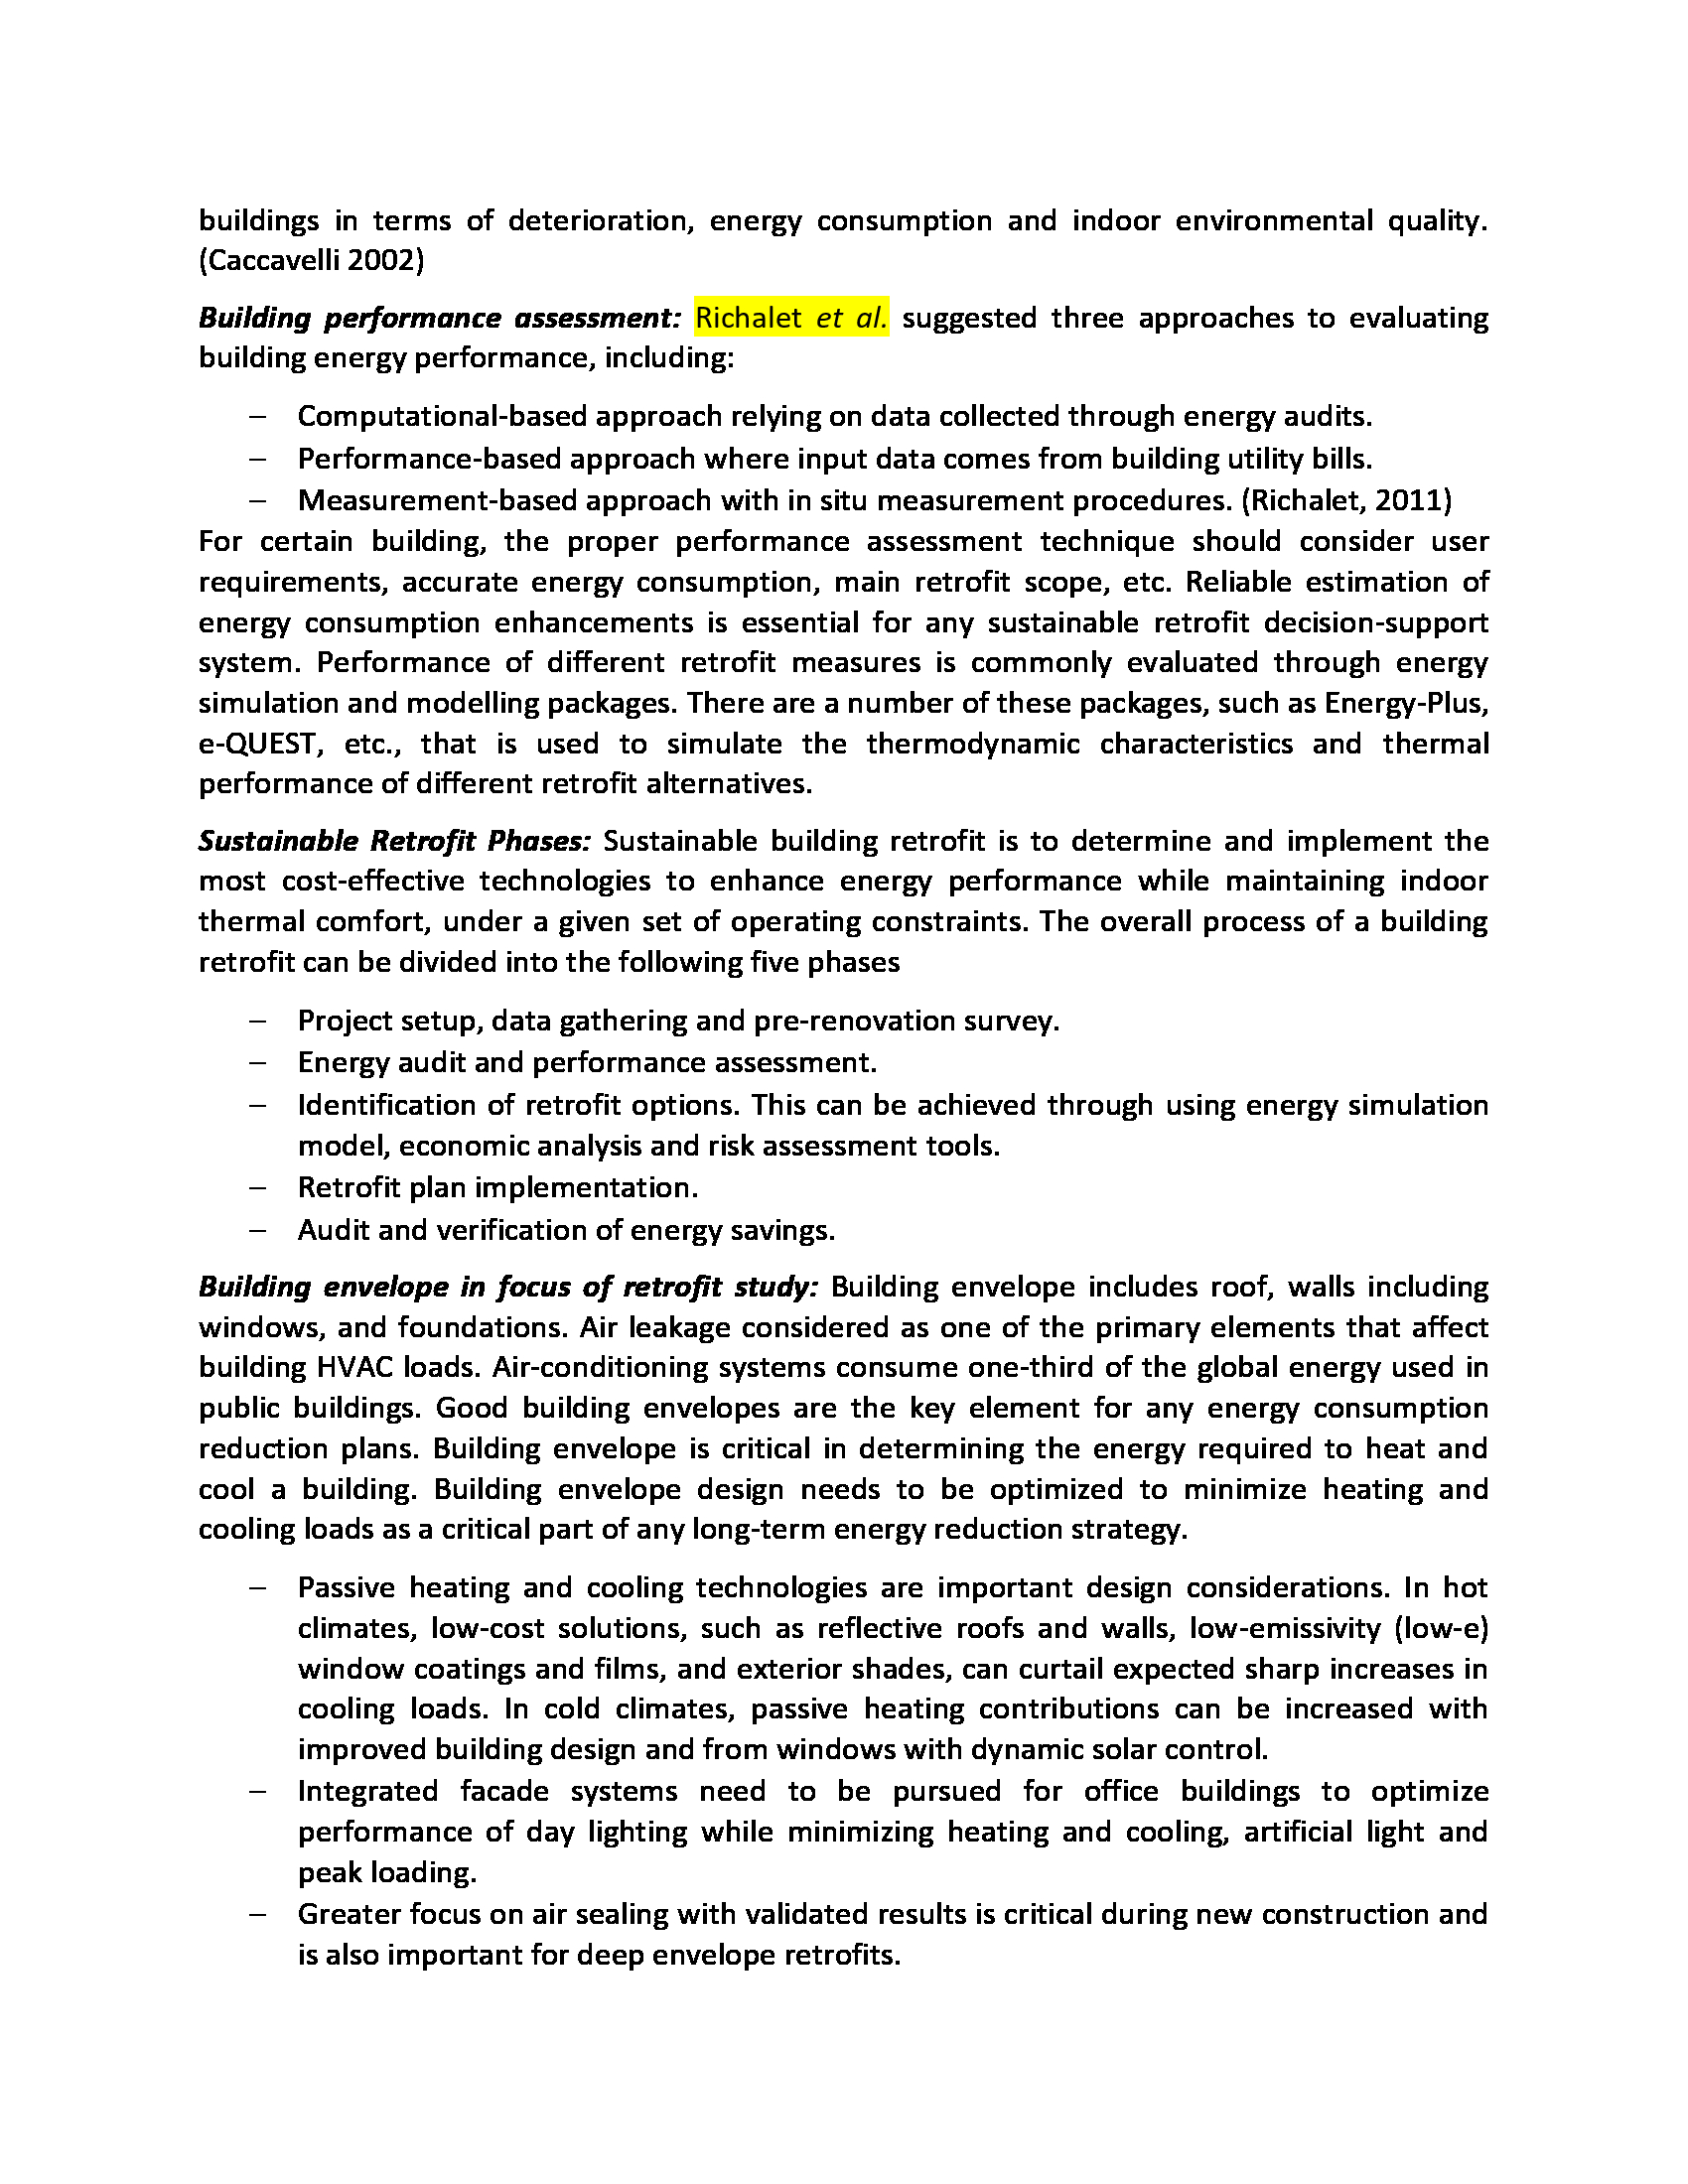 buildings in terms of deterioration, energy consumption and indoor environmental quality.
(Caccavelli 2002)
Building performance assessment: Richalet et al. suggested three approaches to evaluating
building energy performance, including:
– Computational-based approach relying on data collected through energy audits.
– Performance-based approach where input data comes from building utility bills.
– Measurement-based approach with in situ measurement procedures. (Richalet, 2011)
For certain building, the proper performance assessment technique should consider user
requirements, accurate energy consumption, main retrofit scope, etc. Reliable estimation of
energy consumption enhancements is essential for any sustainable retrofit decision-support
system. Performance of different retrofit measures is commonly evaluated through energy
simulation and modelling packages. There are a number of these packages, such as Energy-Plus,
e-QUEST, etc., that is used to simulate the thermodynamic characteristics and thermal
performance of different retrofit alternatives.
Sustainable Retrofit Phases: Sustainable building retrofit is to determine and implement the
most cost-effective technologies to enhance energy performance while maintaining indoor
thermal comfort, under a given set of operating constraints. The overall process of a building
retrofit can be divided into the following five phases
– Project setup, data gathering and pre-renovation survey.
– Energy audit and performance assessment.
– Identification of retrofit options. This can be achieved through using energy simulation
model, economic analysis and risk assessment tools.
– Retrofit plan implementation.
– Audit and verification of energy savings.
Building envelope in focus of retrofit study: Building envelope includes roof, walls including
windows, and foundations. Air leakage considered as one of the primary elements that affect
building HVAC loads. Air-conditioning systems consume one-third of the global energy used in
public buildings. Good building envelopes are the key element for any energy consumption
reduction plans. Building envelope is critical in determining the energy required to heat and
cool a building. Building envelope design needs to be optimized to minimize heating and
cooling loads as a critical part of any long-term energy reduction strategy.
– Passive heating and cooling technologies are important design considerations. In hot
climates, low-cost solutions, such as reflective roofs and walls, low-emissivity (low-e)
window coatings and films, and exterior shades, can curtail expected sharp increases in
cooling loads. In cold climates, passive heating contributions can be increased with
improved building design and from windows with dynamic solar control.
– Integrated facade systems need to be pursued for office buildings to optimize
performance of day lighting while minimizing heating and cooling, artificial light and
peak loading.
– Greater focus on air sealing with validated results is critical during new construction and
is also important for deep envelope retrofits.